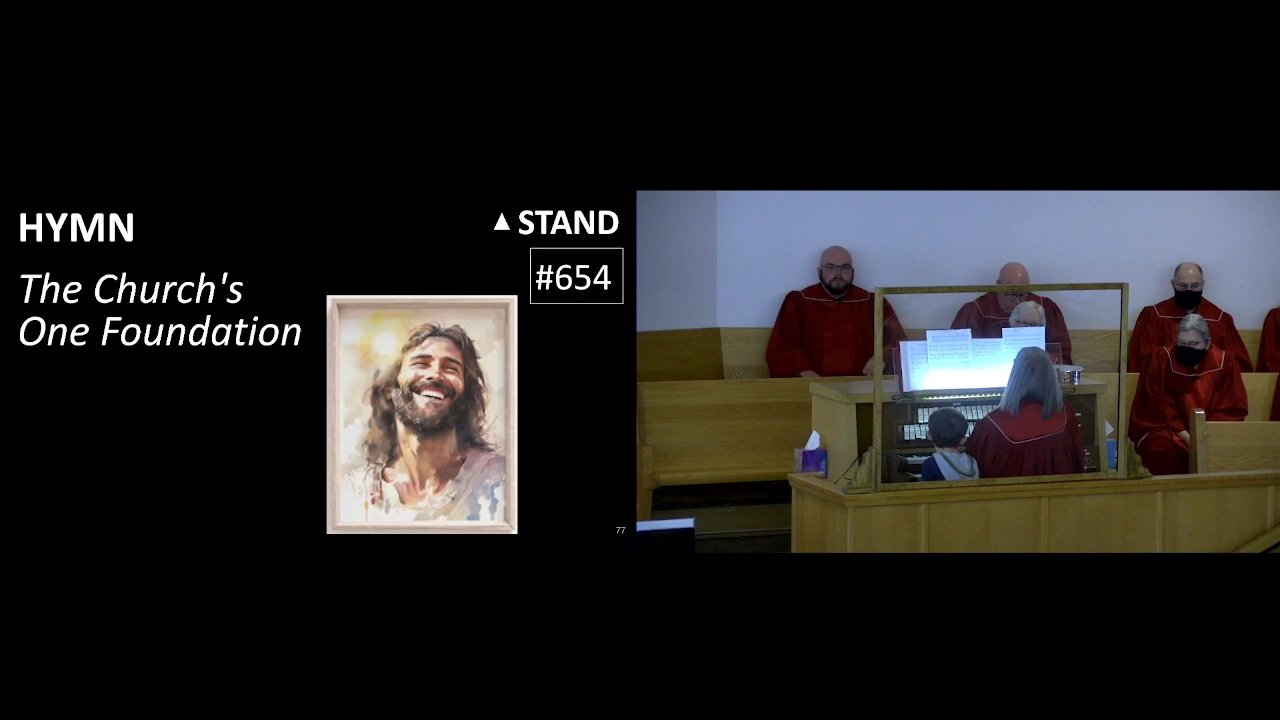 HYMN
▲STAND
#654
The Church's
One Foundation
77